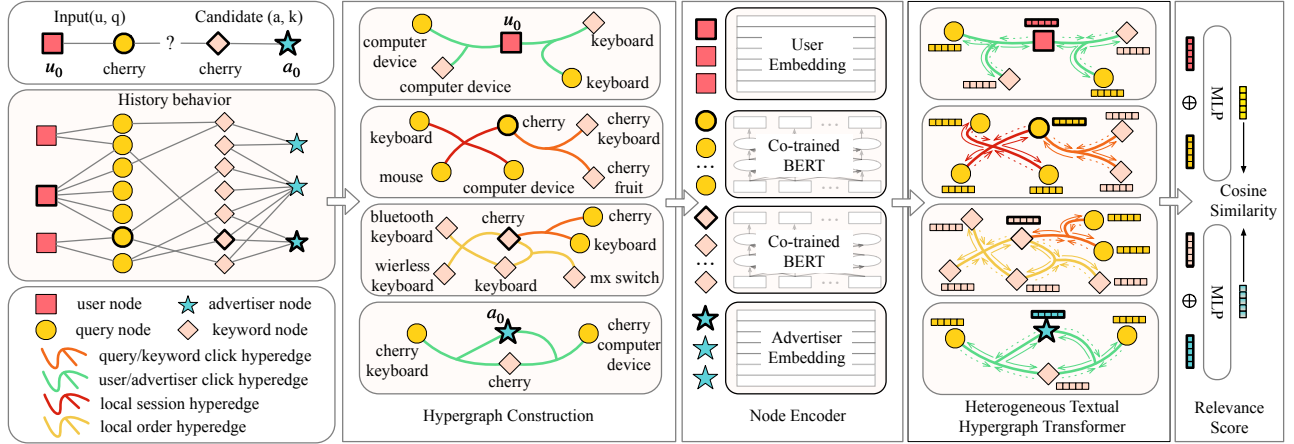 Input(u, q)
Candidate (a, k)
?
u₀
cherry
cherry
a₀
History behavior
user node
advertiser node
query node
keyword node
query/keyword click hyperedge
user/advertiser click hyperedge
local session hyperedge
local order hyperedge
u₀
computer
device
keyboard
computer device
keyboard
cherry
keyboard
cherry
keyboard
mouse
computer device
cherry
fruit
bluetooth
keyboard
cherry
cherry
keyboard
wierless
keyboard
keyboard
mx switch
a₀
cherry
keyboard
cherry
cherry
computer
device
Hypergraph Construction
User
Embedding
Co-trained
BERT
...
Co-trained
BERT
...
Advertiser
Embedding
Node Encoder
Heterogeneous Textual
Hypergraph Transformer
⊕
MLP
Cosine
Similarity
⊕
MLP
Relevance
Score